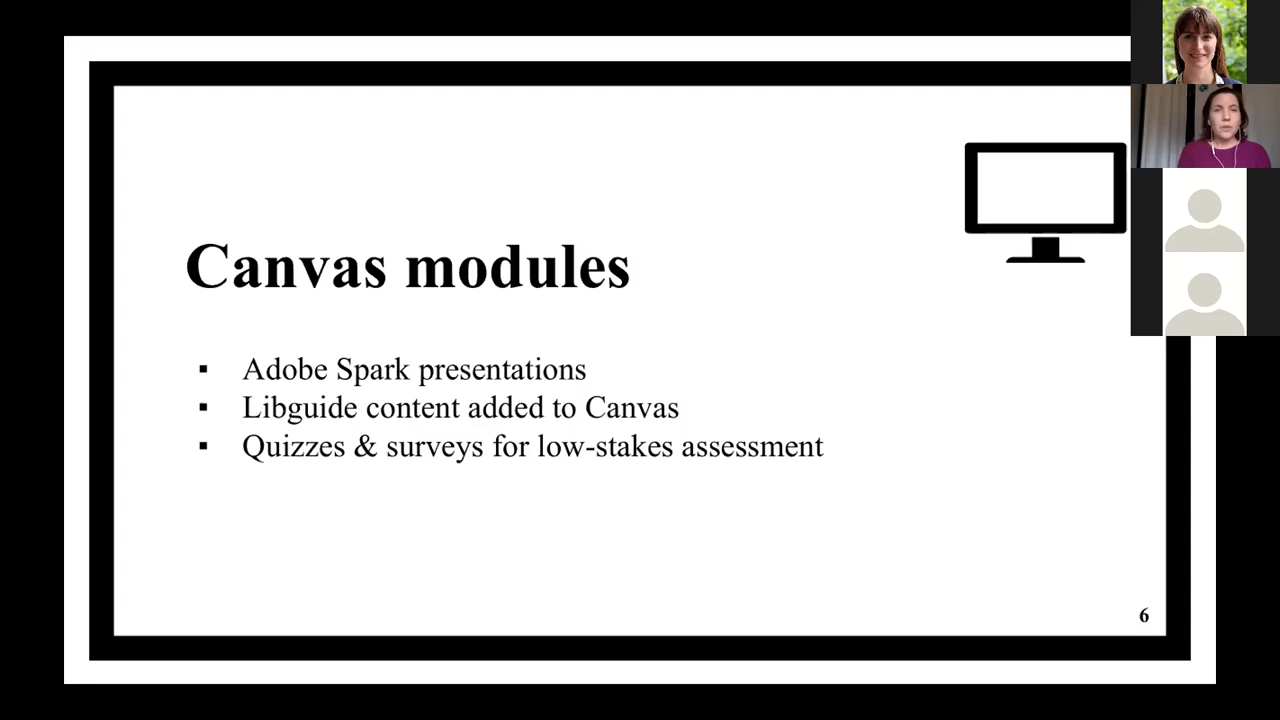 Canvas modules
▪ Adobe Spark presentations
▪ Libguide content added to Canvas
▪ Quizzes & surveys for low-stakes assessment
6